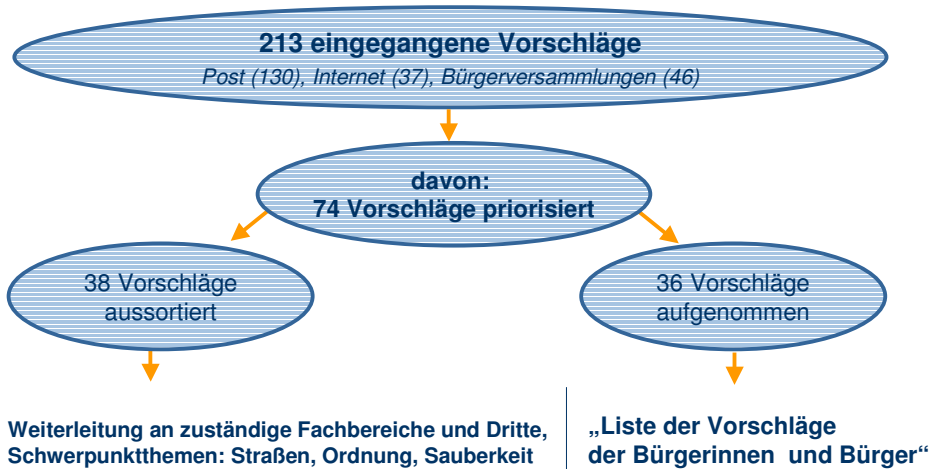 213 eingegangene Vorschläge
Post (130), Internet (37), Bürgerversammlungen (46)
davon:
74 Vorschläge priorisiert
38 Vorschläge
aussortiert
36 Vorschläge
aufgenommen
Weiterleitung an zuständige Fachbereiche und Dritte,
Schwerpunktthemen: Straßen, Ordnung, Sauberkeit
„Liste der Vorschläge
der Bürgerinnen und Bürger“